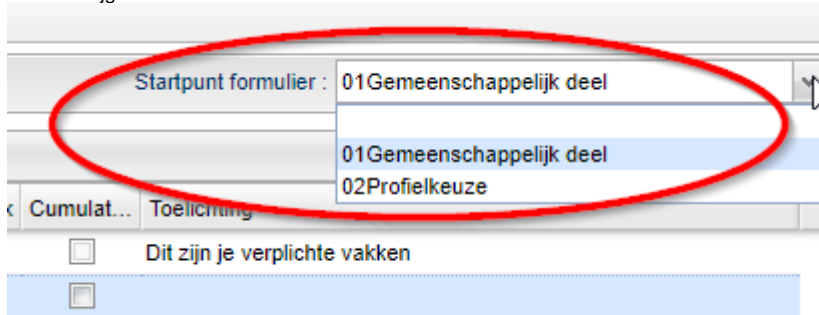 Startpunt formulier : 01Gemeenschappelijk deel
01Gemeenschappelijk deel
02Profielkeuze
Cumulat... Toelichting
Dit zijn je verplichte vakken